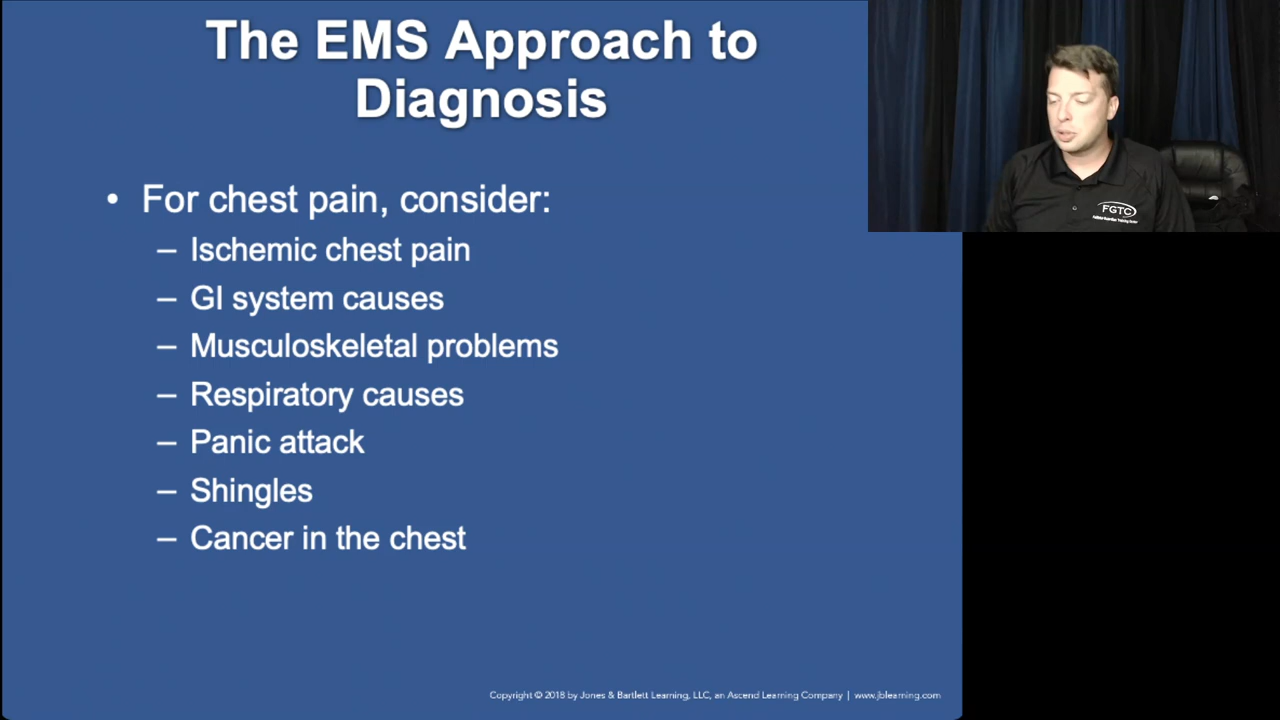 The EMS Approach to
Diagnosis
• For chest pain, consider:
– Ischemic chest pain
– GI system causes
– Musculoskeletal problems
– Respiratory causes
– Panic attack
– Shingles
– Cancer in the chest
FGTC
Copyright © 2018 by Jones & Bartlett Learning, LLC, an Ascend Learning Company | www.jblearning.com